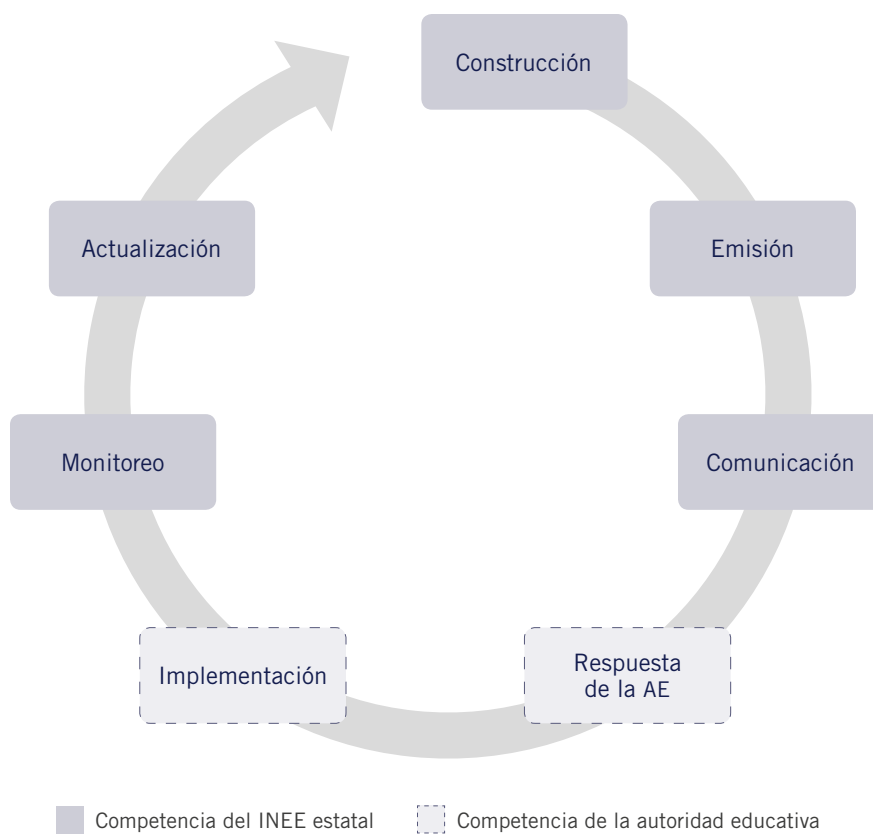 Construcción
Emisión
Comunicación
Respuesta
de la AE
Implementación
Monitoreo
Actualización
Competencia del INEE estatal
Competencia de la autoridad educativa